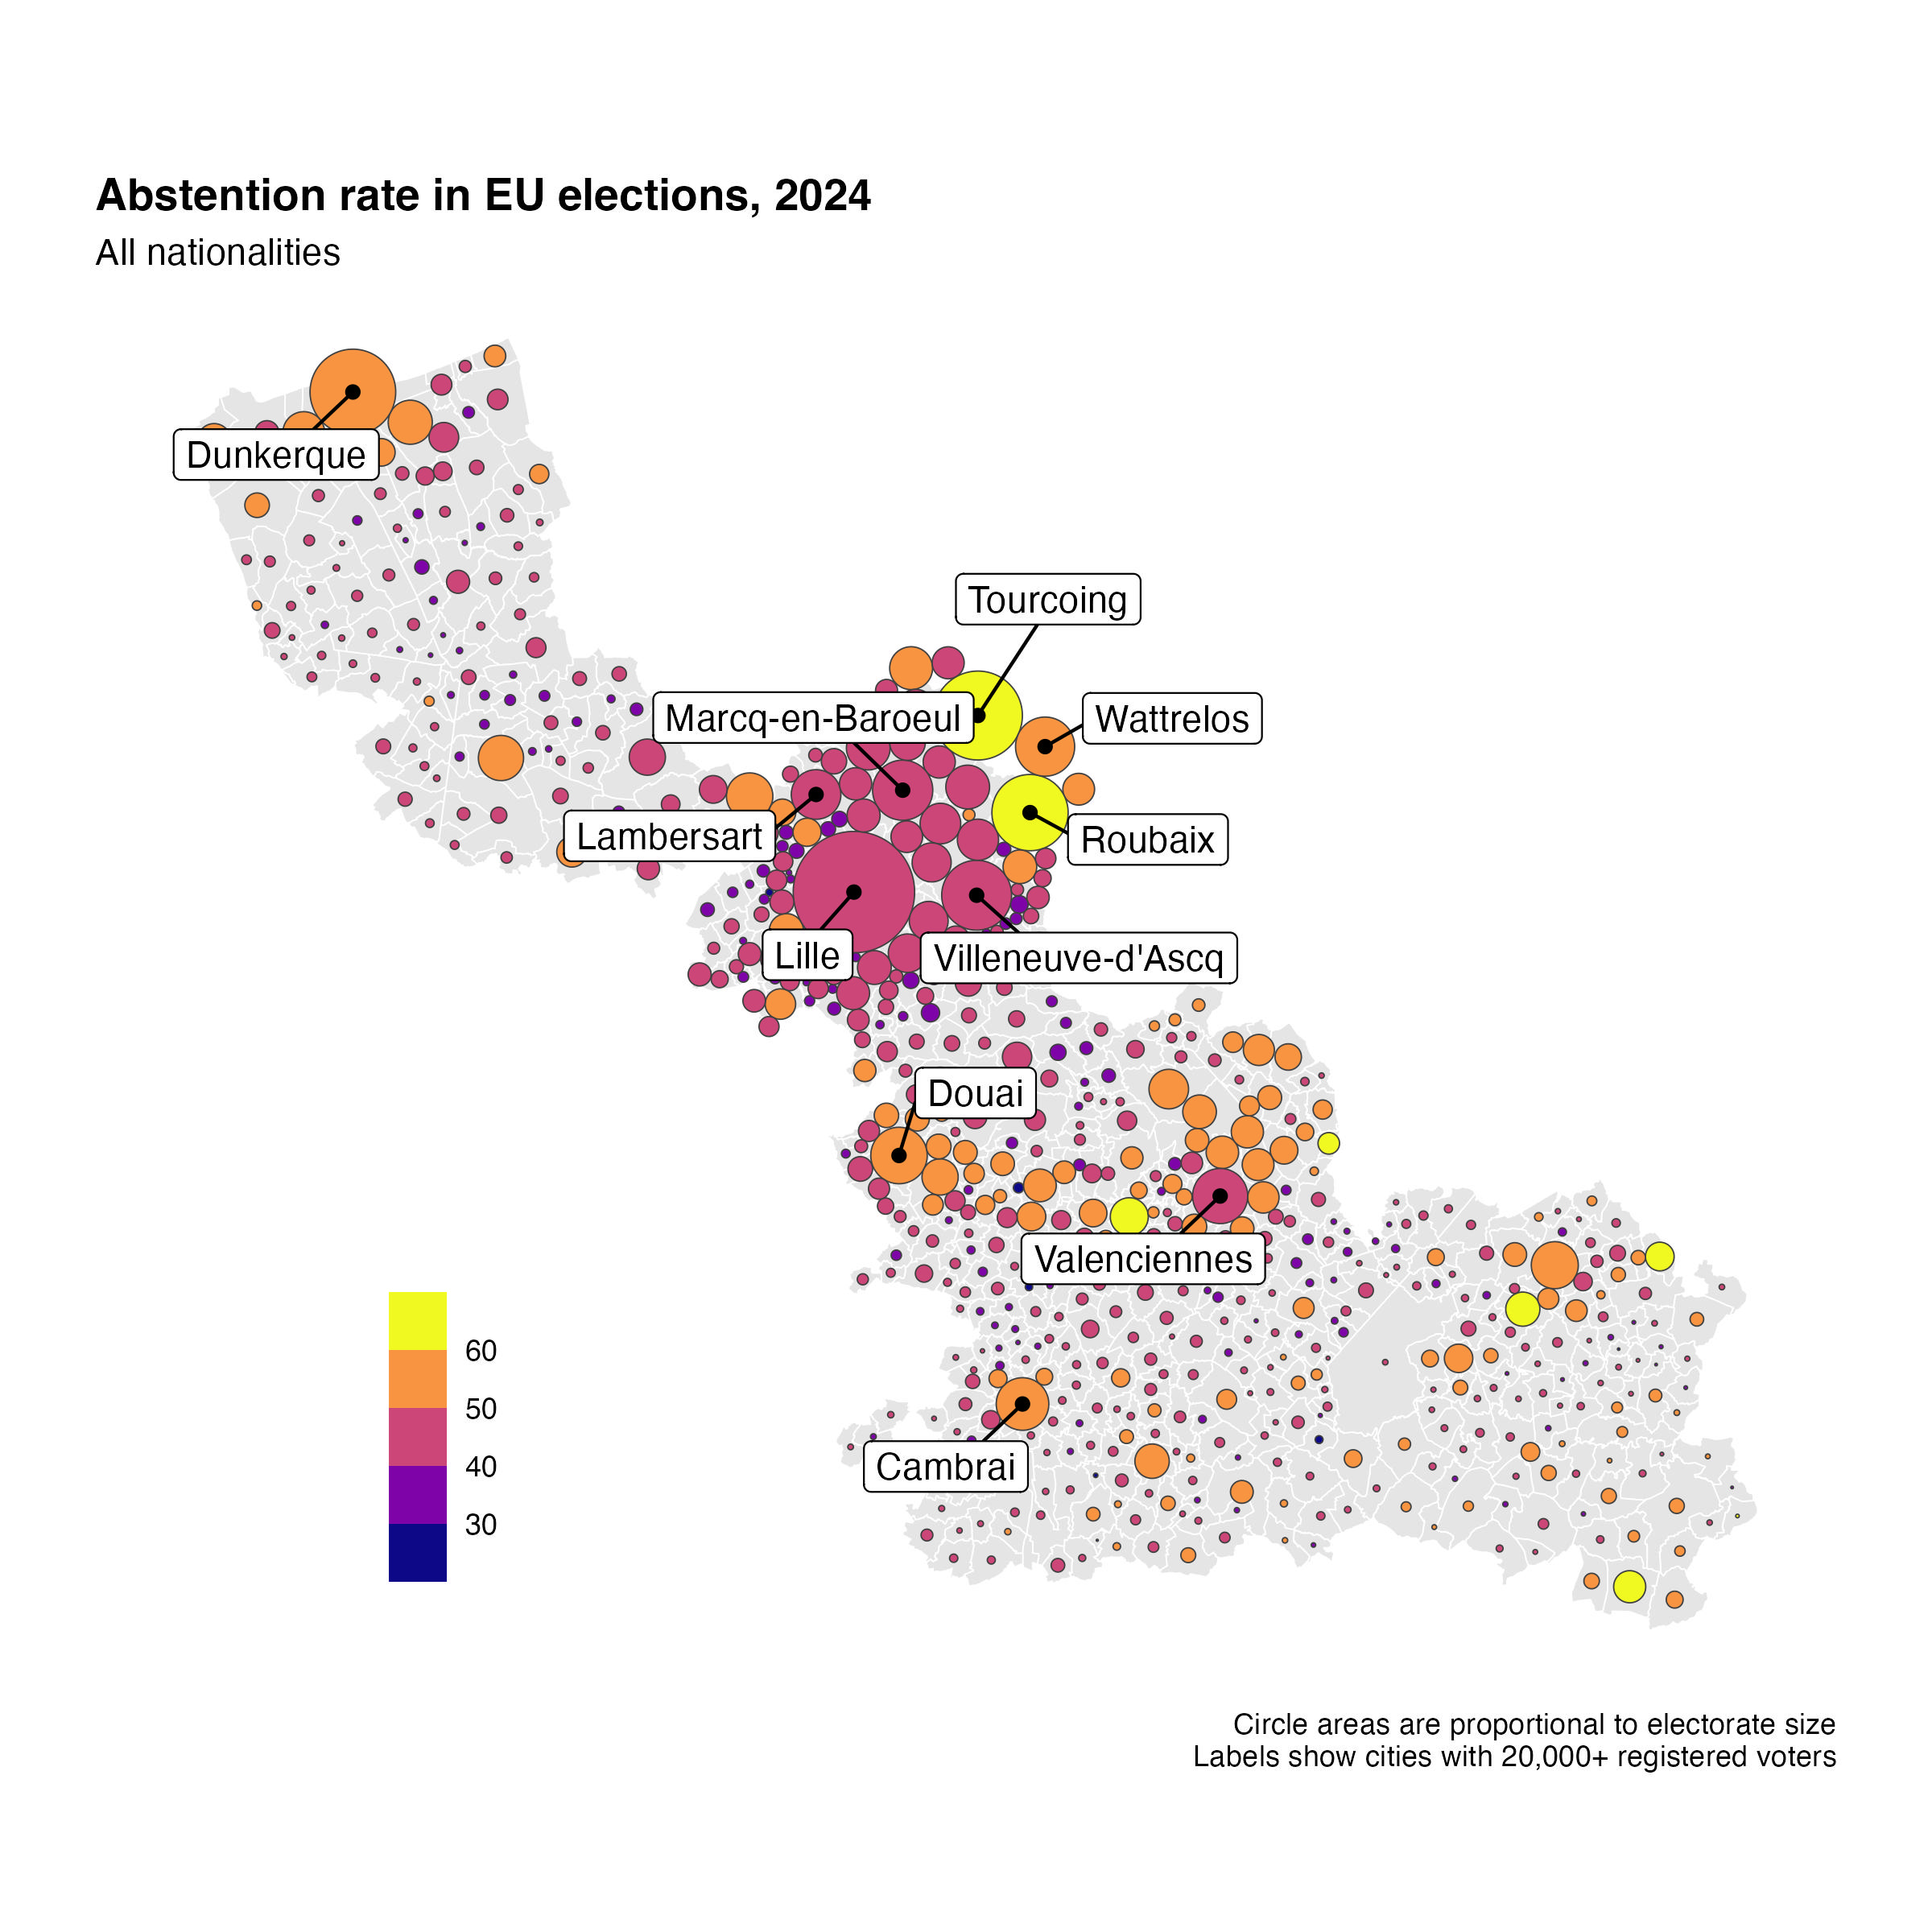 Abstention rate in EU elections, 2024
All nationalities
Dunkerque
Tourcoing
Marcq-en-Baroeul
Wattrelos
Lambersart
Roubaix
Lille
Villeneuve-d'Ascq
Douai
Valenciennes
Cambrai
60
50
40
30
Circle areas are proportional to electorate size
Labels show cities with 20,000+ registered voters